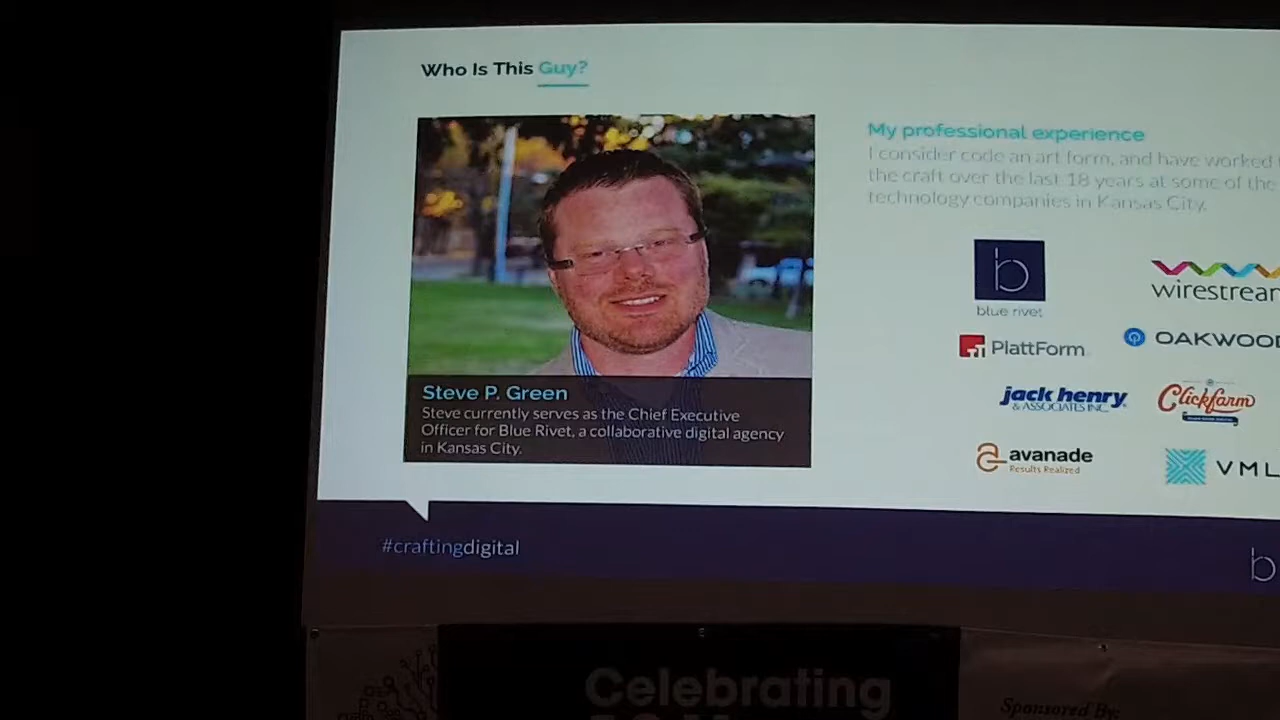 Who Is This Guy?
My professional experience
I consider code an art form, and have worked
the craft over the last 18 years at some of the
technology companies in Kansas City.
b
blue rivet
wirestream
PlattForm
OAKWOOD
jack henry
& ASSOCIATES INC.
Clickfarm
avanade
Results Realized
VML
Steve P. Green
Steve currently serves as the Chief Executive
Officer for Blue Rivet, a collaborative digital agency
in Kansas City.
#craftingdigital
b
Celebrating
Sponsored By: